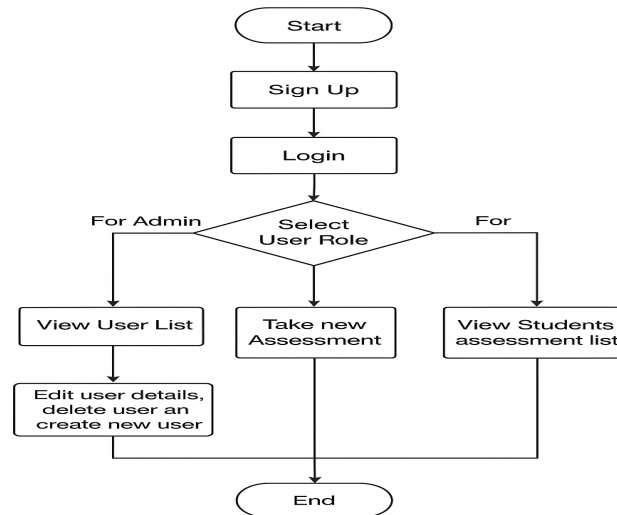 Start
Sign Up
Login
For Admin
Select
User Role
For
View User List
Take new
Assessment
View Students
assessment list
Edit user details,
delete user an
create new user
End